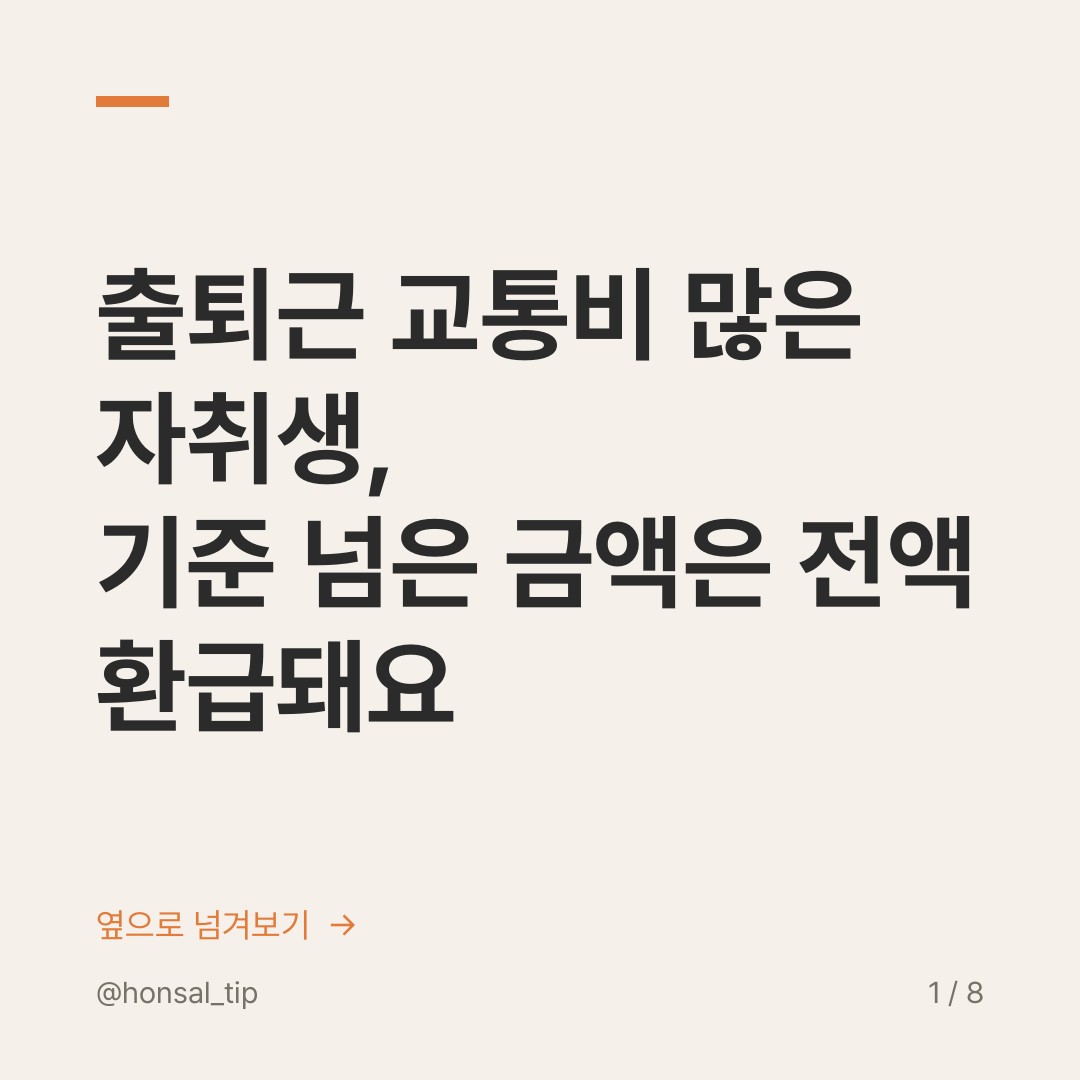 출퇴근 교통비 많은
자취생,
기준 넘은 금액은 전액
환급돼요
옆으로 넘겨보기 →
@honsal_tip
1 / 8